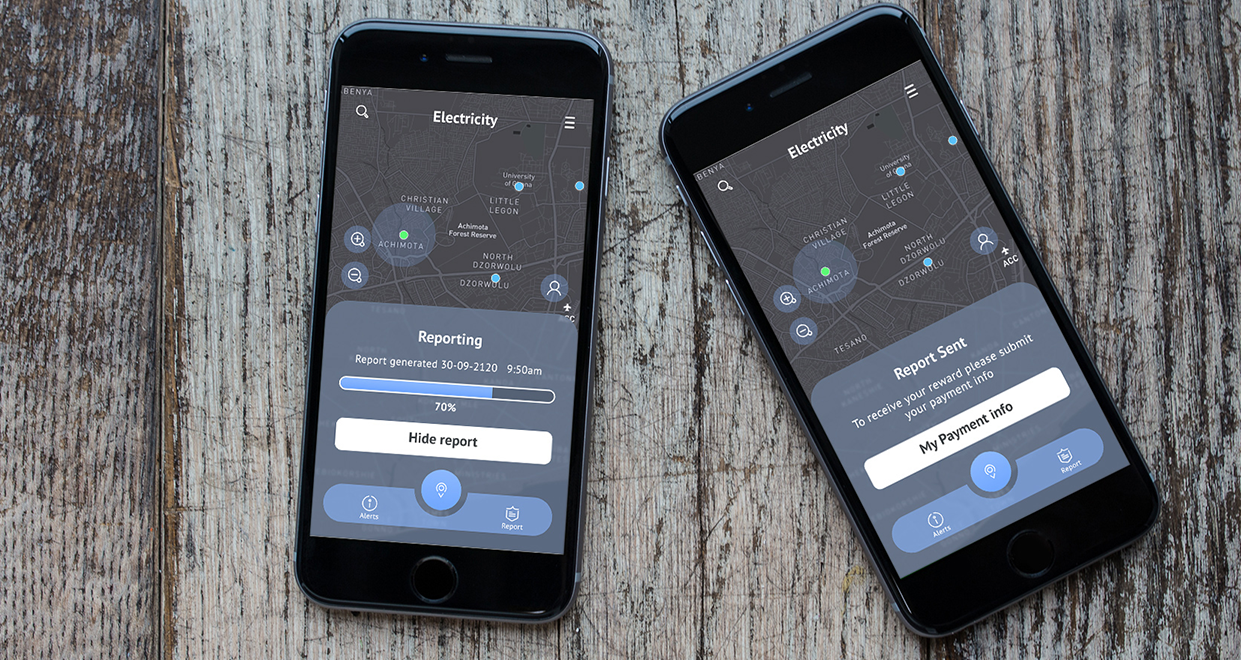 BENYA
Electricity
University
of Ghana
CHRISTIAN
VILLAGE
LITTLE
LEGON
Achimota
Forest Reserve
ACHIMOTA
NORTH
DZORWULU
DZORWULU
ACC
TESANO
Reporting
Report generated 30-09-2120 9:50am
70%
Hide report
Alerts
Report
BENYA
Electricity
University
of Ghana
LITTLE
LEGON
CHRISTIAN
VILLAGE
Achimota
Forest Reserve
NORTH
DZORWULU
DZORWULU
ACHIMOTA
ACC
TESANO
Report Sent
To receive your reward please submit
your payment info
My Payment info
Alerts
Report